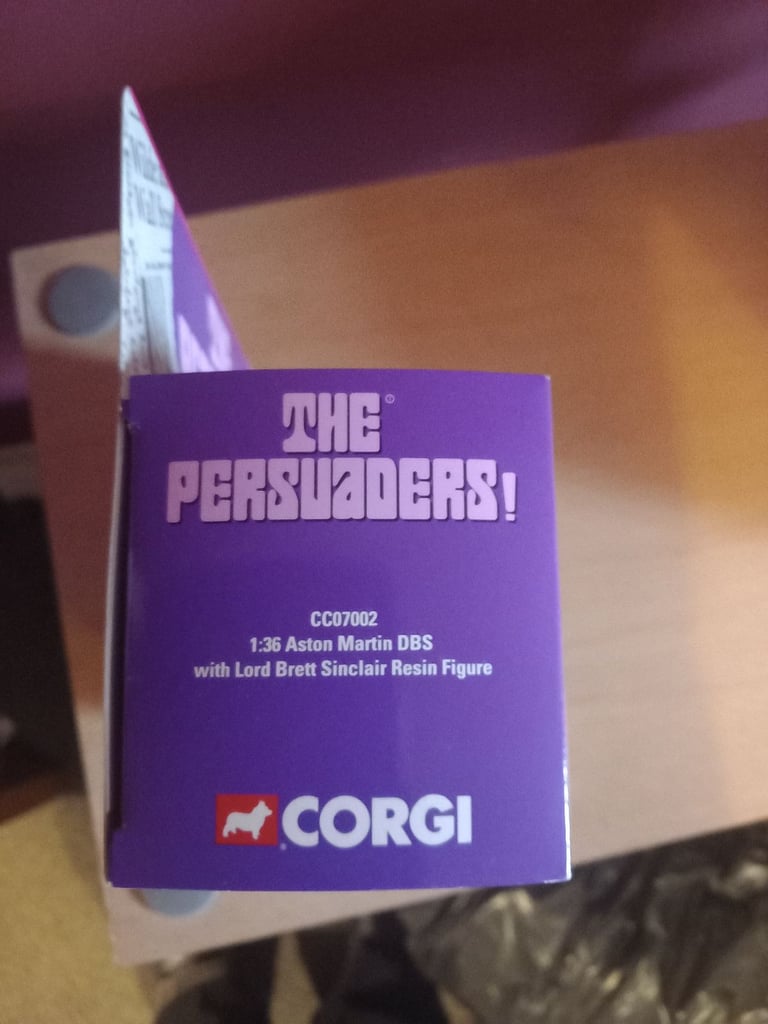 THE
PERSUADERS!
CC07002
1:36 Aston Martin DBS
with Lord Brett Sinclair Resin Figure
CORGI